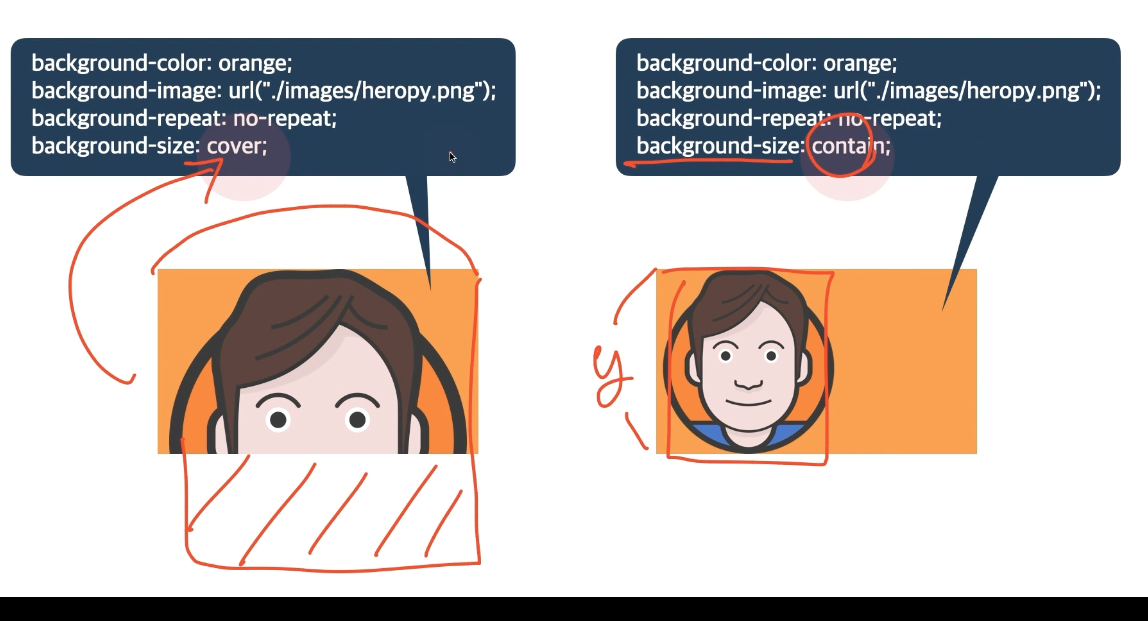 background-color: orange;
background-image: url("./images/heropy.png");
background-repeat: no-repeat;
background-size: cover;
background-color: orange;
background-image: url("./images/heropy.png");
background-repeat: no-repeat;
background-size: contain;
y